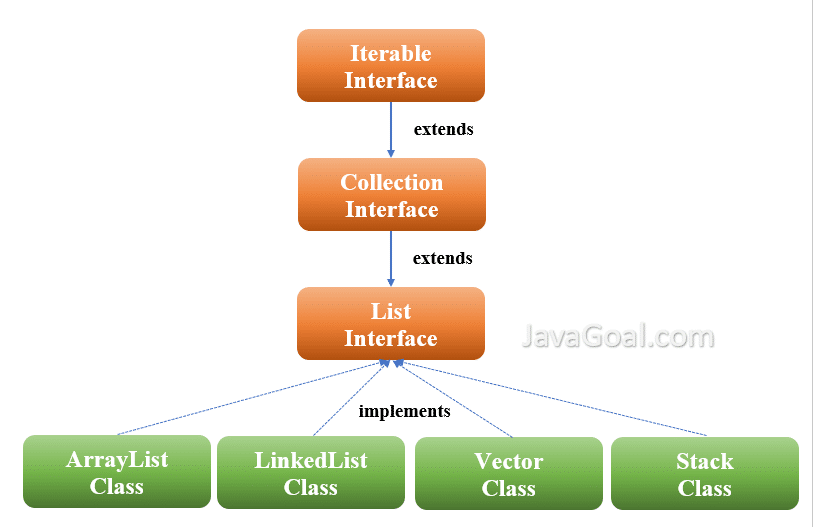 Iterable
Interface
extends
Collection
Interface
extends
List
Interface
JavaGoal.com
implements
ArrayList
Class
LinkedList
Class
Vector
Class
Stack
Class